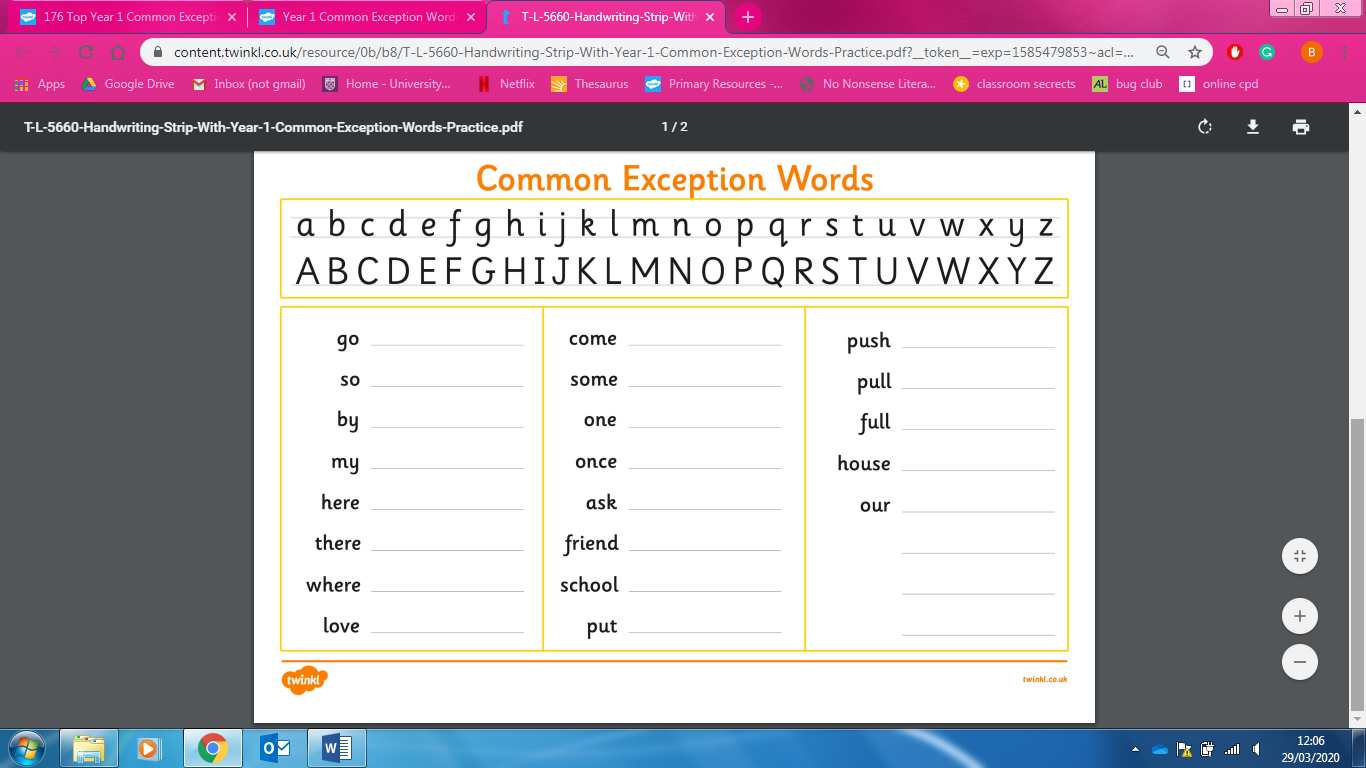 176 Top Year 1 Common Excepti
Year 1 Common Exception Words
T-L-5660-Handwriting-Strip-With
content.twinkl.co.uk/resource/0b/b8/T-L-5660-Handwriting-Strip-With-Year-1-Common-Exception-Words-Practice.pdf?__token__=exp=1585479853~acl=...
B
Apps Google Drive Inbox (not gmail) Home - University... Netflix Thesaurus Primary Resources -... No Nonsense Litera... classroom secrects AL bug club online cpd
T-L-5660-Handwriting-Strip-With-Year-1-Common-Exception-Words-Practice.pdf 1 / 2
Common Exception Words
a b c d e f g h i j k l m n o p q r s t u v w x y z
A B C D E F G H I J K L M N O P Q R S T U V W X Y Z
go
so
by
my
here
there
where
love
come
some
one
once
ask
friend
school
put
push
pull
full
house
our
twinkl
twinkl.co.uk
12:06
29/03/2020